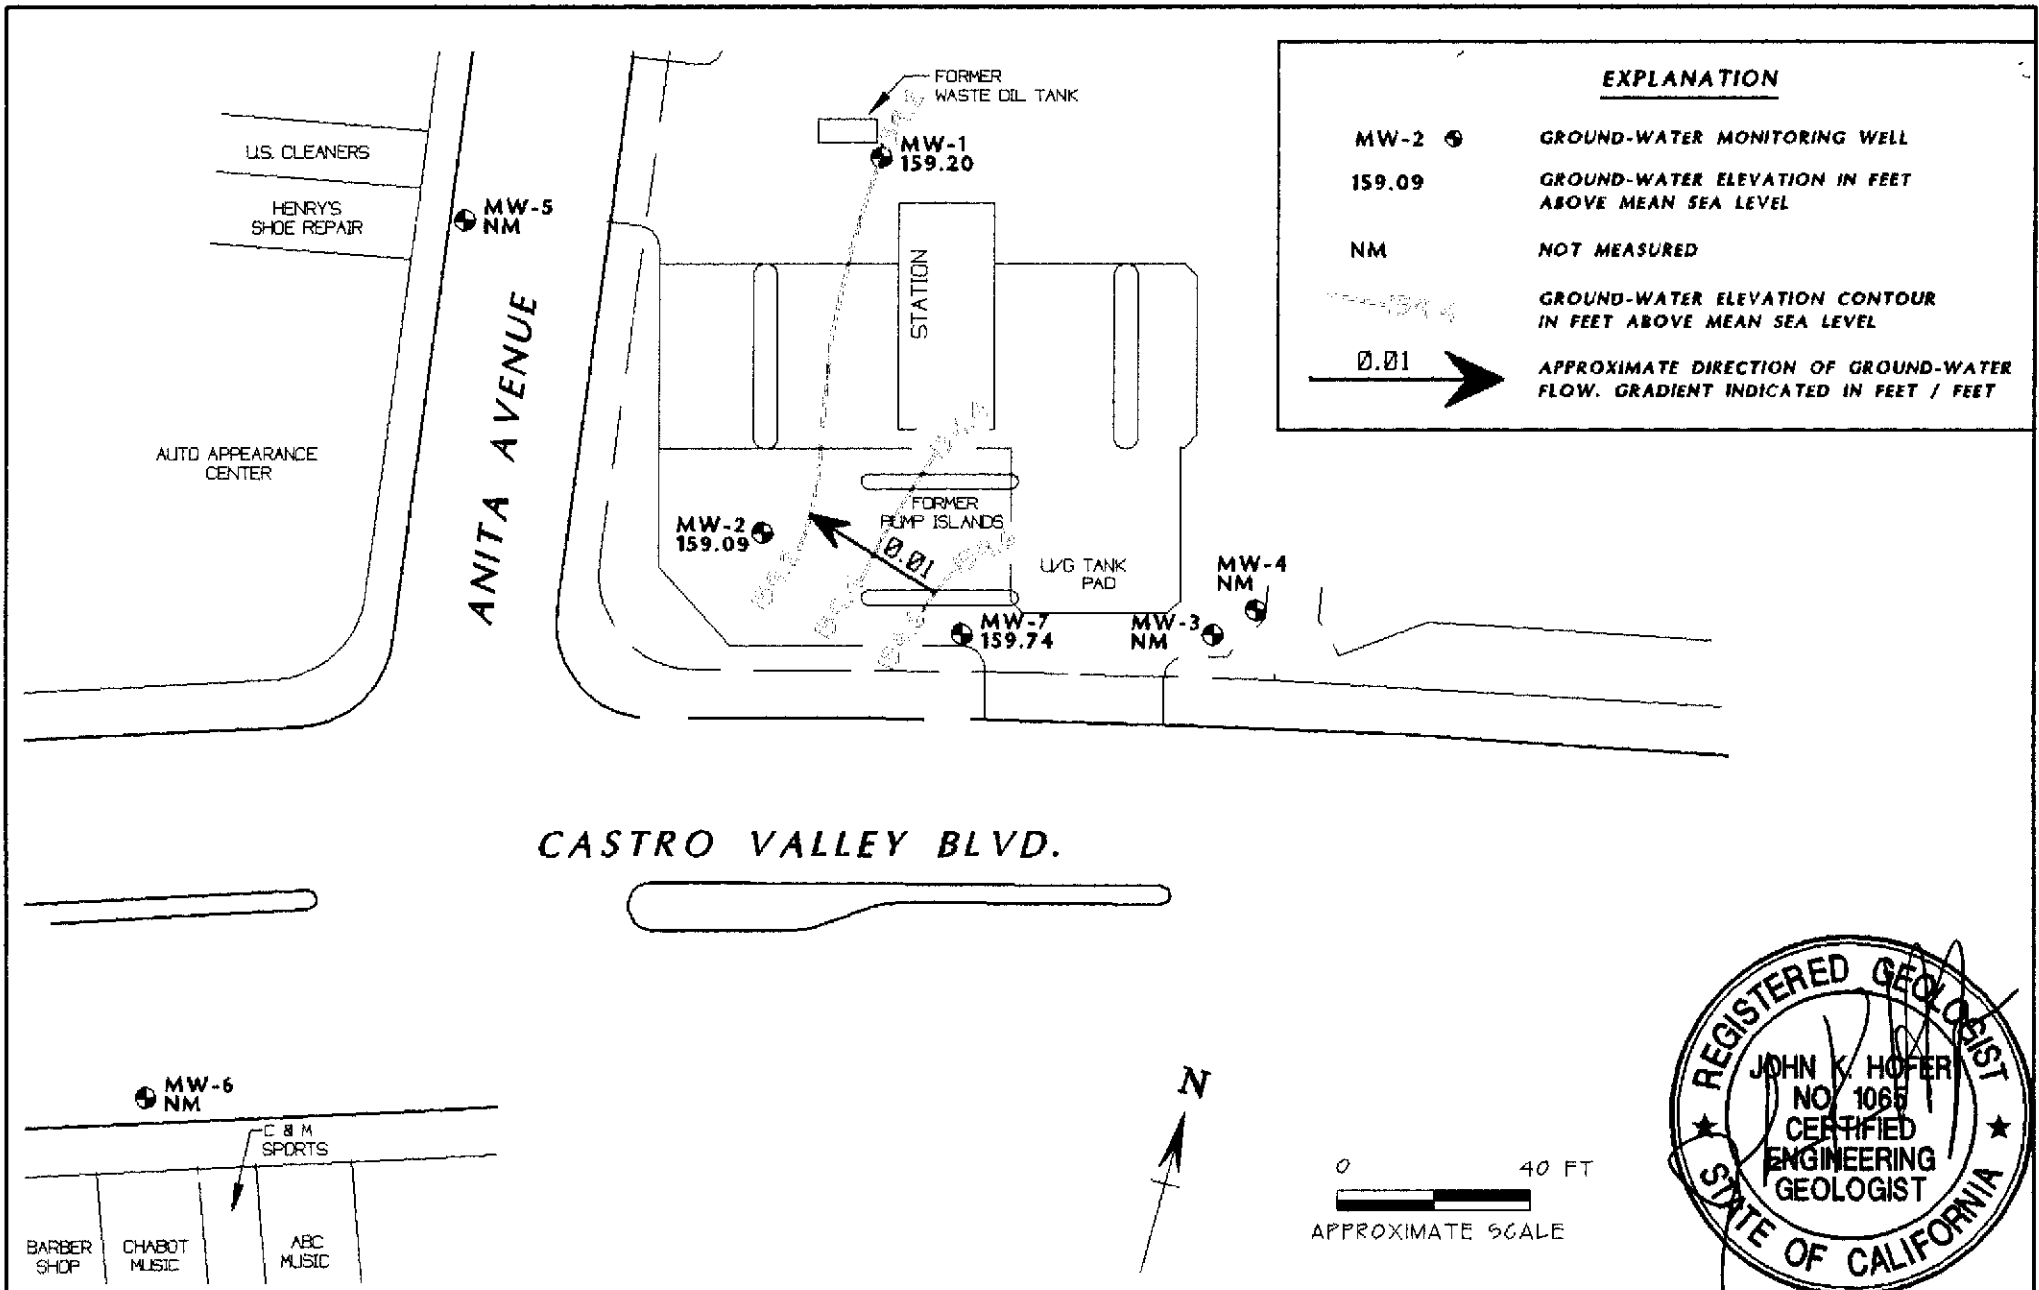 FORMER
WASTE OIL TANK
MW-1
159.20
U.S. CLEANERS
HENRY'S
SHOE REPAIR
MW-5
NM
STATION
ANITA AVENUE
AUTO APPEARANCE
CENTER
FORMER
PUMP ISLANDS
MW-2
159.09
0.01
159.6
U/G TANK
PAD
MW-7
159.74
MW-4
NM
MW-3
NM
EXPLANATION
MW-2
GROUND-WATER MONITORING WELL
159.09
GROUND-WATER ELEVATION IN FEET
ABOVE MEAN SEA LEVEL
NM
NOT MEASURED
159.4
GROUND-WATER ELEVATION CONTOUR
IN FEET ABOVE MEAN SEA LEVEL
0.01
APPROXIMATE DIRECTION OF GROUND-WATER
FLOW. GRADIENT INDICATED IN FEET / FEET
CASTRO VALLEY BLVD.
MW-6
NM
C & M
SPORTS
BARBER
SHOP
CHABOT
MUSIC
ABC
MUSIC
N
0 40 FT
APPROXIMATE SCALE
REGISTERED GEOLOGIST
JOHN K. HOFER
NO. 1065
CERTIFIED
ENGINEERING
GEOLOGIST
STATE OF CALIFORNIA